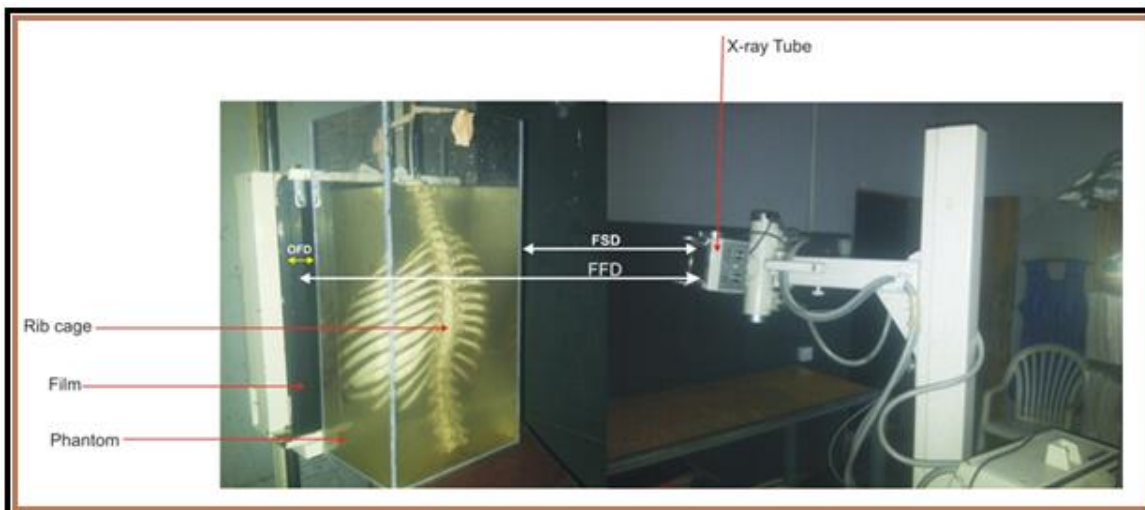 X-ray Tube
OFD
FSD
FFD
Rib cage
Film
Phantom